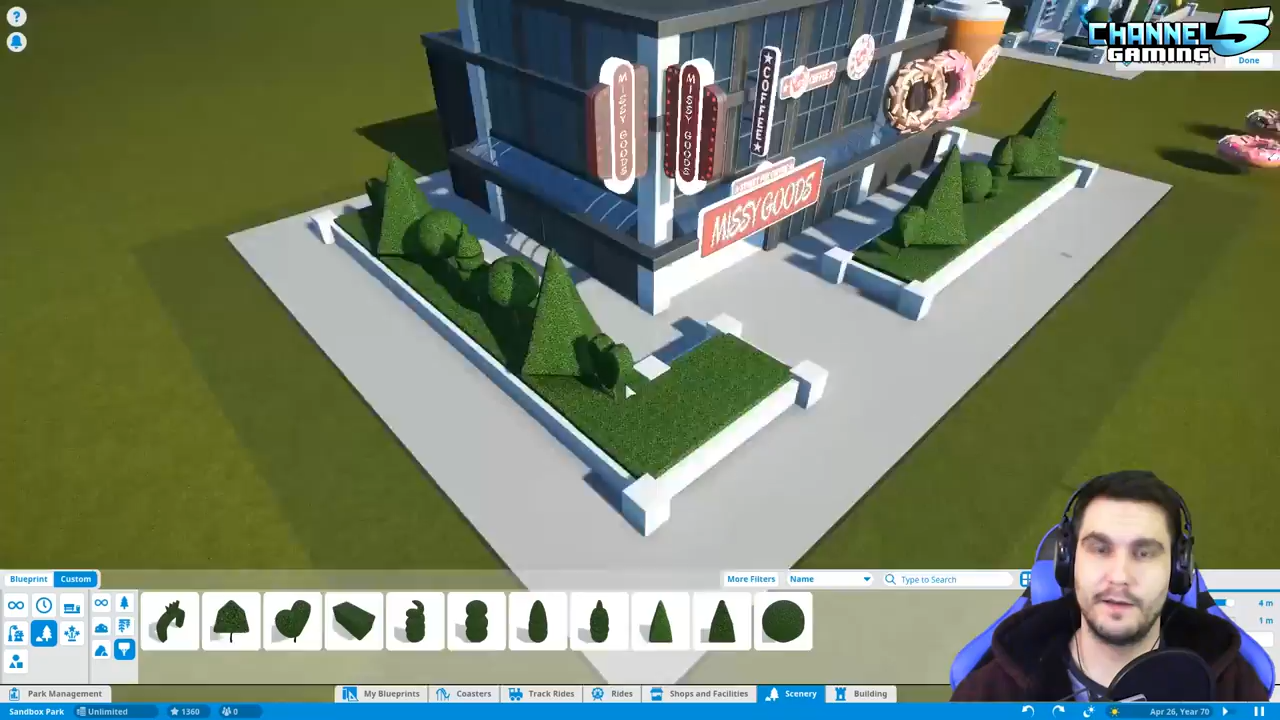 CHANNEL 5
GAMING
Done
MISSY GOODS
MISSY GOODS
★COFFEE★
COFFEE
MISSY GOODS
Blueprint
Custom
More Filters
Name
Type to Search
4 m
1 m
Park Management
My Blueprints
Coasters
Track Rides
Rides
Shops and Facilities
Scenery
Building
Sandbox Park
Unlimited
1360
0
Apr 26, Year 70